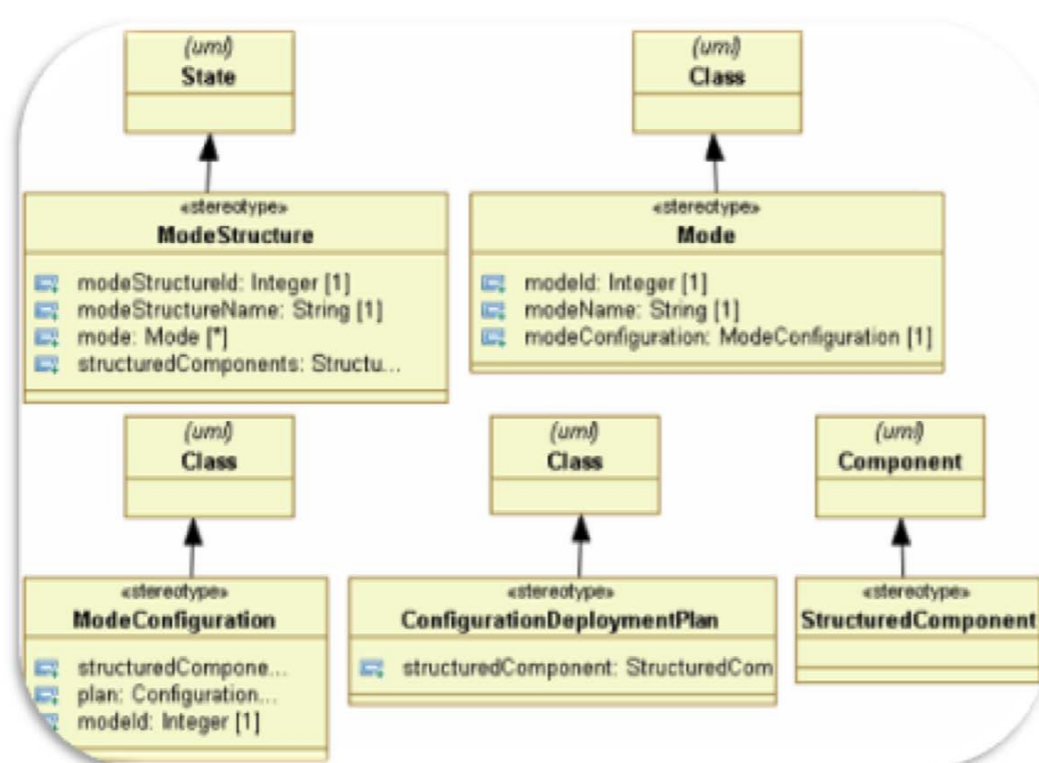 (uml)
State
(uml)
Class
«stereotype»
ModeStructure
modeStructureId: Integer [1]
modeStructureName: String [1]
mode: Mode [*]
structuredComponents: Structu...
«stereotype»
Mode
modeId: Integer [1]
modeName: String [1]
modeConfiguration: ModeConfiguration [1]
(uml)
Class
(uml)
Class
(uml)
Component
«stereotype»
ModeConfiguration
structuredCompone...
plan: Configuration...
modeId: Integer [1]
«stereotype»
ConfigurationDeploymentPlan
structuredComponent: StructuredCom
«stereotype»
StructuredComponent